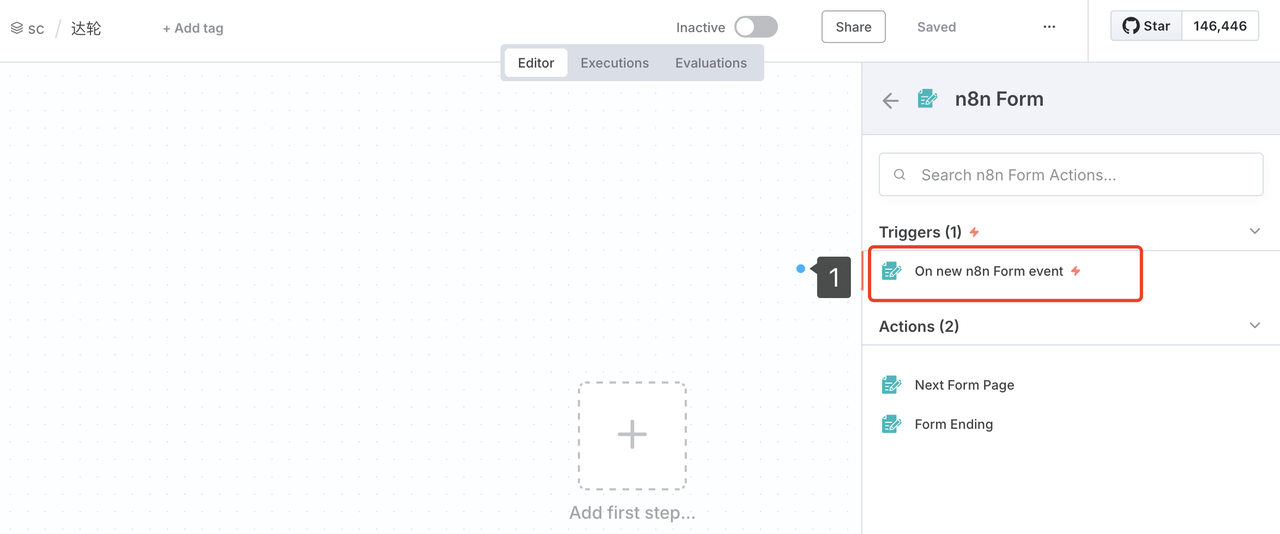 sc / 达轮 + Add tag Inactive Share Saved ... Star 146,446
Editor Executions Evaluations
n8n Form
Search n8n Form Actions...
Triggers (1)
On new n8n Form event
1
Actions (2)
Next Form Page
Form Ending
Add first step...